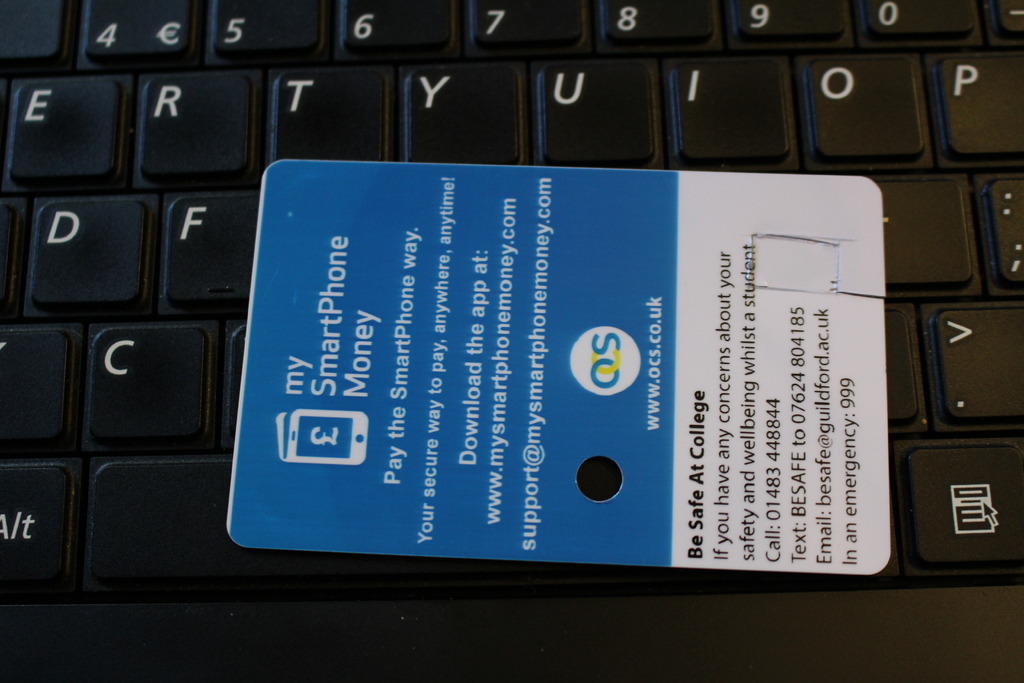 4 €
5
6
7
8
9
0
E
R
T
Y
U
I
O
P
D
F
C
Alt
>
.
:
;
my
SmartPhone
Money
£
Pay the SmartPhone way.
Your secure way to pay, anywhere, anytime!
Download the app at:
www.mysmartphonemoney.com
support@mysmartphonemoney.com
ocs
www.ocs.co.uk
Be Safe At College
If you have any concerns about your
safety and wellbeing whilst a student
Call: 01483 448844
Text: BESAFE to 07624 804185
Email: besafe@guildford.ac.uk
In an emergency: 999